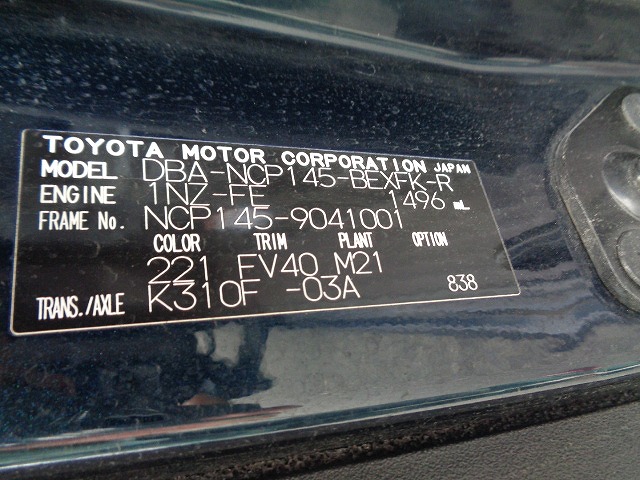 TOYOTA MOTOR CORPORATION JAPAN
MODEL DBA-NCP145-BEXFK-R
ENGINE 1NZ-FE 1496 mL
FRAME No. NCP145-9041001
COLOR TRIM PLANT OPTION
221 FV40 M21
TRANS./AXLE K310F -03A 838